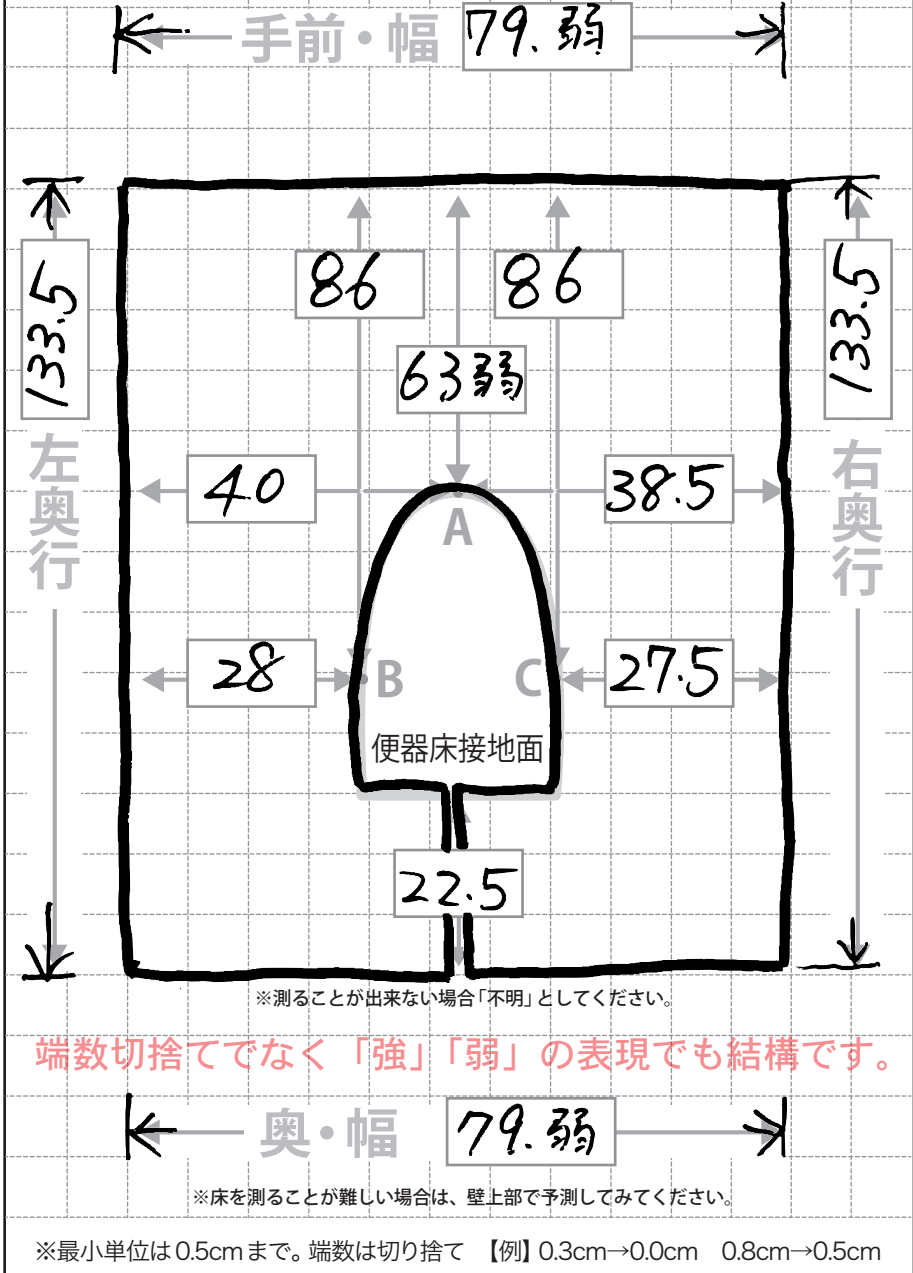 手前・幅 79.弱
133.5
左奥行
133.5
右奥行
86
86
63弱
40
38.5
A
28
27.5
B
C
便器床接地面
22.5
※測ることが出来ない場合「不明」としてください。
端数切捨てでなく「強」「弱」の表現でも結構です。
奥・幅 79.弱
※床を測ることが難しい場合は、壁上部で予測してみてください。
※最小単位は0.5cmまで。端数は切り捨て 【例】0.3cm→0.0cm 0.8cm→0.5cm